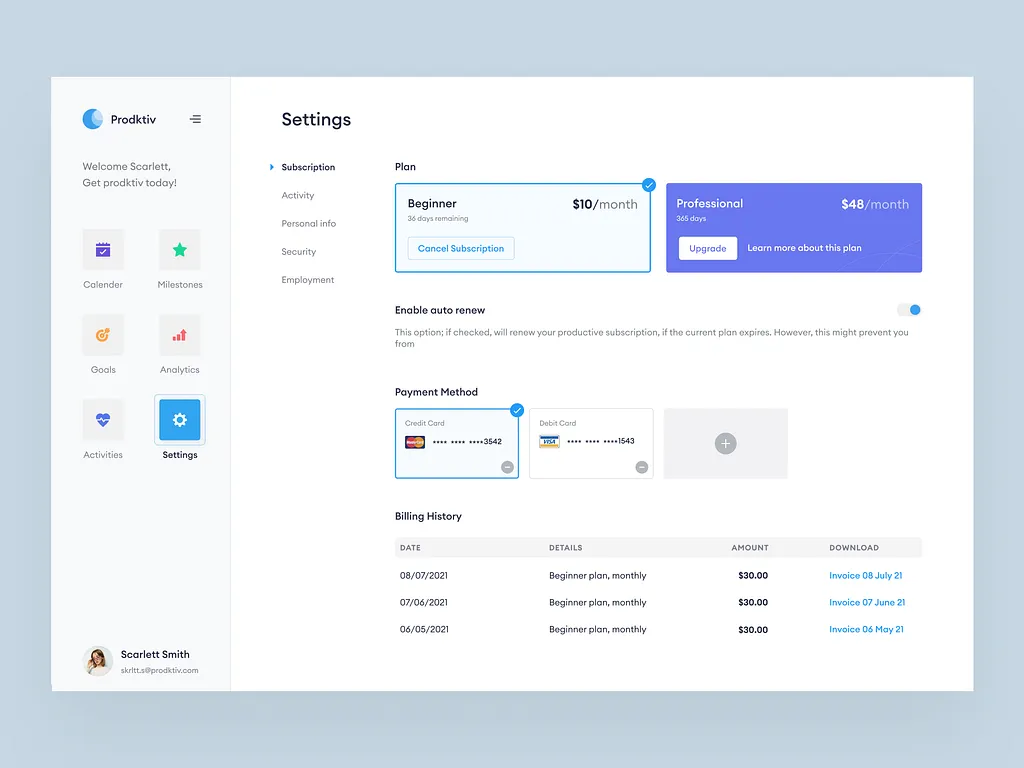 Prodktiv
Welcome Scarlett,
Get prodktiv today!
Calender
Milestones
Goals
Analytics
Activities
Settings
Scarlett Smith
skrltt.s@prodktiv.com
Settings
Subscription
Activity
Personal info
Security
Employment
Plan
Beginner
$10/month
36 days remaining
Cancel Subscription
Professional
$48/month
365 days
Upgrade
Learn more about this plan
Enable auto renew
This option; if checked, will renew your productive subscription, if the current plan expires. However, this might prevent you
from
Payment Method
Credit Card
MasterCard
**** **** ****3542
Debit Card
VISA
**** **** ****1543
Billing History
DATE DETAILS AMOUNT DOWNLOAD
08/07/2021 Beginner plan, monthly $30.00 Invoice 08 July 21
07/06/2021 Beginner plan, monthly $30.00 Invoice 07 June 21
06/05/2021 Beginner plan, monthly $30.00 Invoice 06 May 21